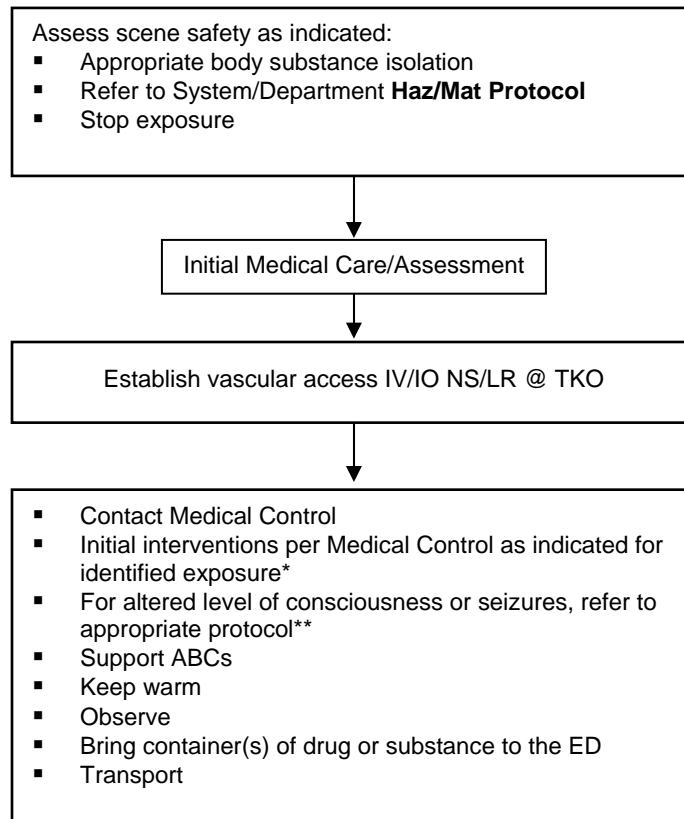 Assess scene safety as indicated:
▪ Appropriate body substance isolation
▪ Refer to System/Department Haz/Mat Protocol
▪ Stop exposure
Initial Medical Care/Assessment
Establish vascular access IV/IO NS/LR @ TKO
▪ Contact Medical Control
▪ Initial interventions per Medical Control as indicated for
identified exposure*
▪ For altered level of consciousness or seizures, refer to
appropriate protocol**
▪ Support ABCs
▪ Keep warm
▪ Observe
▪ Bring container(s) of drug or substance to the ED
▪ Transport